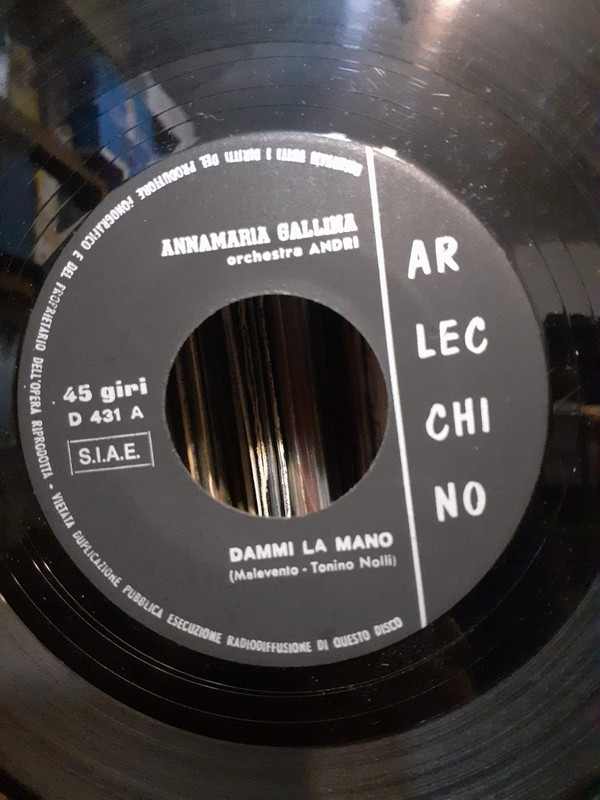 RISERVATI TUTTI I DIRITTI DEL PRODUTTORE FONOGRAFICO E DEL PROPRIETARIO DELL'OPERA RIPRODOTTA - VIETATA DUPLICAZIONE PUBBLICA ESECUZIONE RADIODIFFUSIONE DI QUESTO DISCO
ANNAMARIA GALLINA
orchestra ANDRI
AR
LEC
CHI
NO
45 giri
D 431 A
S.I.A.E.
DAMMI LA MANO
(Malevento - Tonino Nolli)